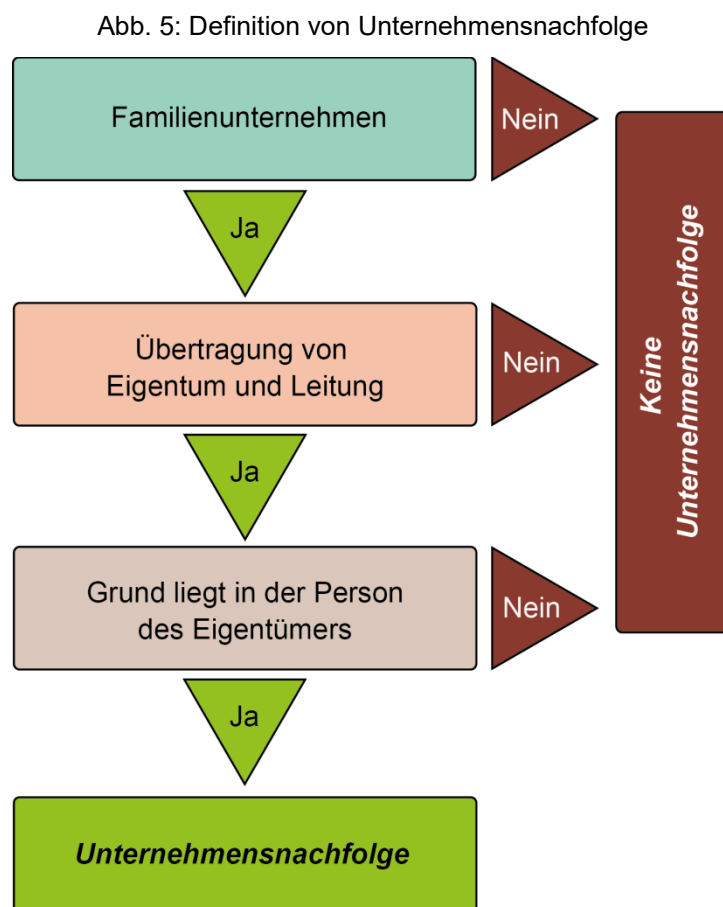 Abb. 5: Definition von Unternehmensnachfolge
Familienunternehmen
Nein
Ja
Übertragung von
Eigentum und Leitung
Nein
Ja
Grund liegt in der Person
des Eigentümers
Nein
Ja
Unternehmensnachfolge
Keine
Unternehmensnachfolge